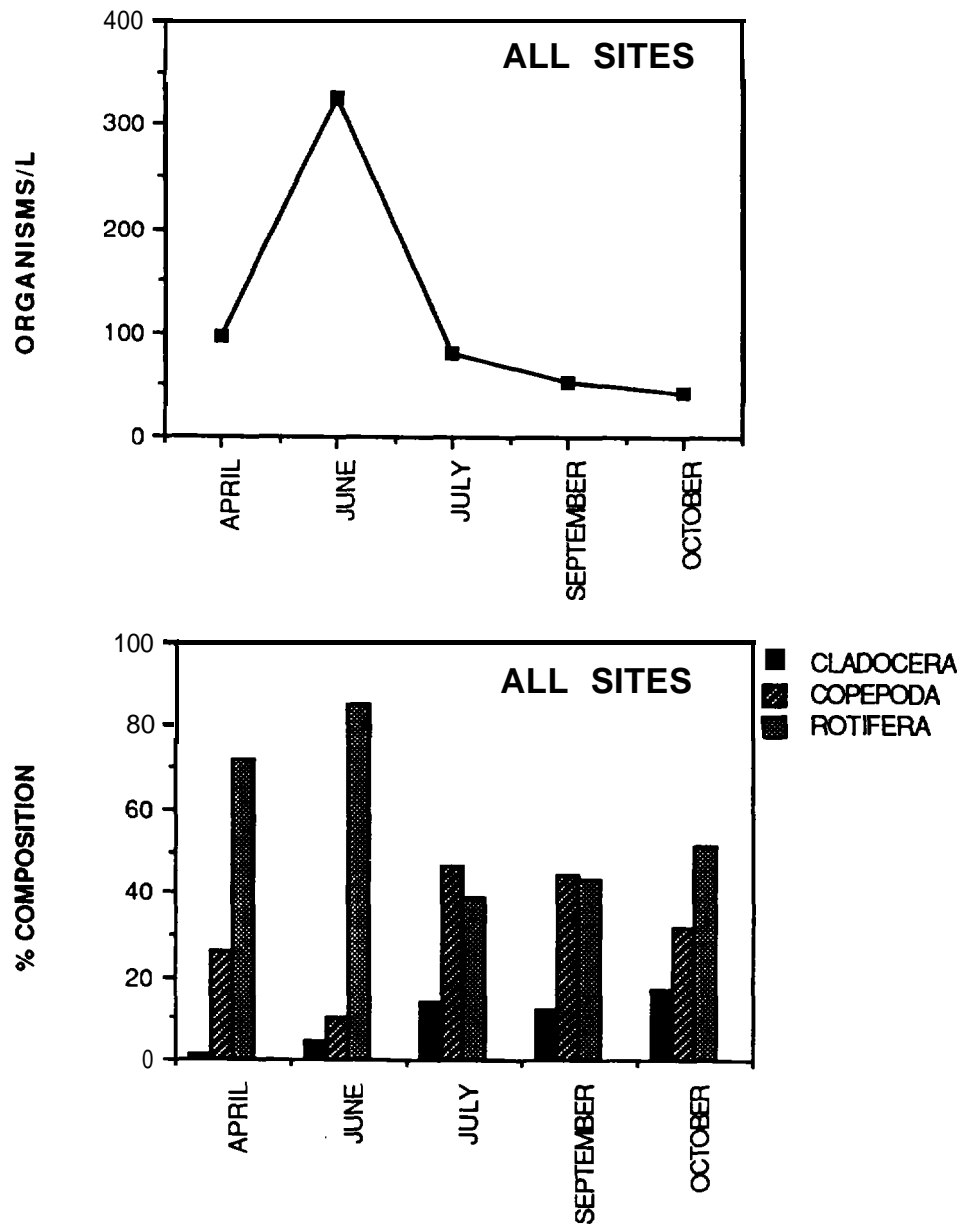 400
ALL SITES
300
200
100
0
ORGANISMS/L
APRIL
JUNE
JULY
SEPTEMBER
OCTOBER
100
ALL SITES
80
60
40
20
0
% COMPOSITION
APRIL
JUNE
JULY
SEPTEMBER
OCTOBER
CLADOCERA
COPEPODA
ROTIFERA